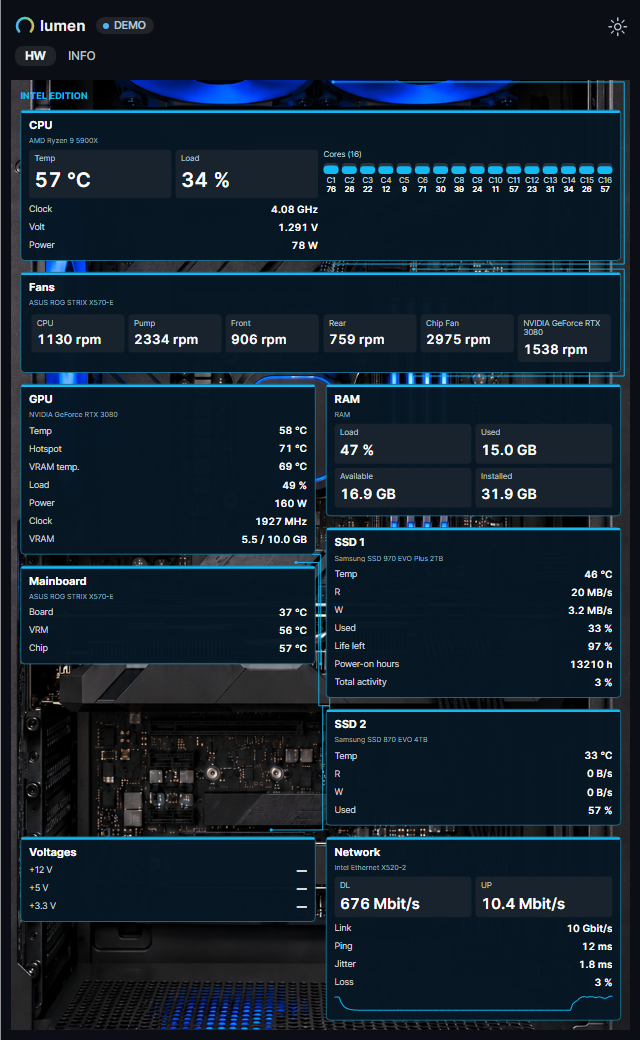 lumen DEMO
HW INFO
INTEL EDITION
CPU
AMD Ryzen 9 5900X
Temp
57 °C
Load
34 %
Cores (16)
C1 C2 C3 C4 C5 C6 C7 C8 C9 C10 C11 C12 C13 C14 C15 C16
76 26 22 12 9 71 30 39 24 11 57 23 31 34 26 57
Clock 4.08 GHz
Volt 1.291 V
Power 78 W
Fans
ASUS ROG STRIX X570-E
CPU
1130 rpm
Pump
2334 rpm
Front
906 rpm
Rear
759 rpm
Chip Fan
2975 rpm
NVIDIA GeForce RTX
3080
1538 rpm
GPU
NVIDIA GeForce RTX 3080
Temp 58 °C
Hotspot 71 °C
VRAM temp. 69 °C
Load 49 %
Power 160 W
Clock 1927 MHz
VRAM 5.5 / 10.0 GB
RAM
RAM
Load
47 %
Used
15.0 GB
Available
16.9 GB
Installed
31.9 GB
Mainboard
ASUS ROG STRIX X570-E
Board 37 °C
VRM 56 °C
Chip 57 °C
SSD 1
Samsung SSD 970 EVO Plus 2TB
Temp 46 °C
R 20 MB/s
W 3.2 MB/s
Used 33 %
Life left 97 %
Power-on hours 13210 h
Total activity 3 %
SSD 2
Samsung SSD 870 EVO 4TB
Temp 33 °C
R 0 B/s
W 0 B/s
Used 57 %
Voltages
+12 V —
+5 V —
+3.3 V —
Network
Intel Ethernet X520-2
DL
676 Mbit/s
UP
10.4 Mbit/s
Link 10 Gbit/s
Ping 12 ms
Jitter 1.8 ms
Loss 3 %